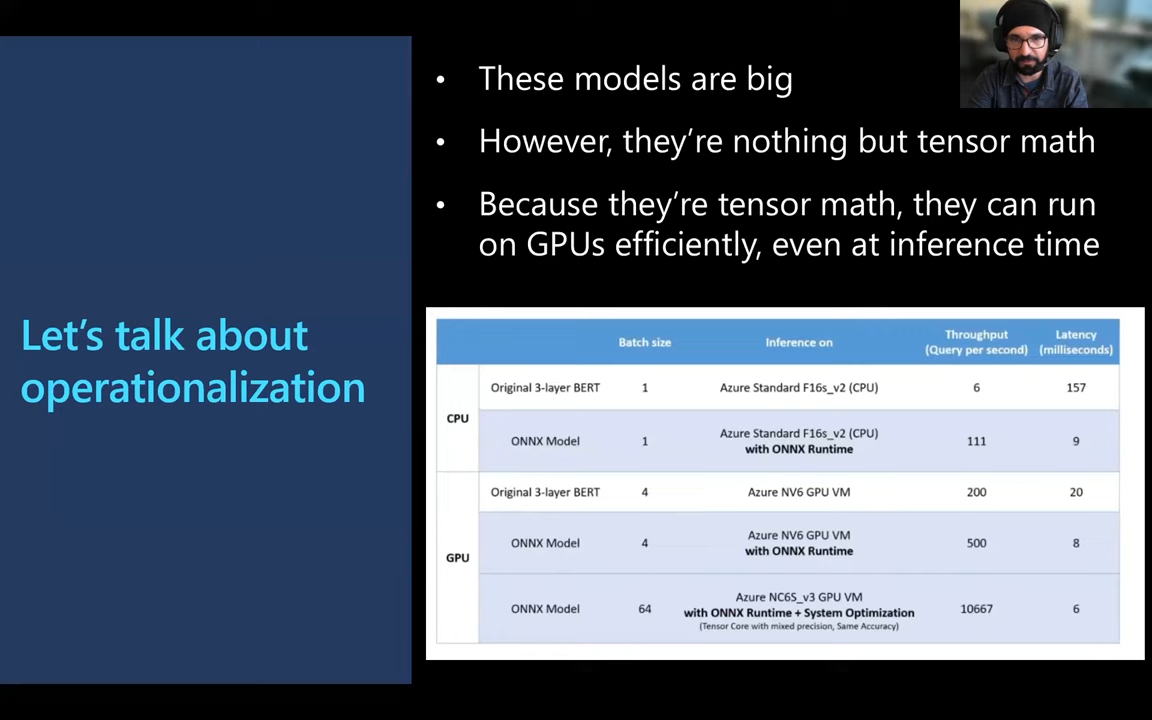 Let's talk about
operationalization
• These models are big
• However, they're nothing but tensor math
• Because they're tensor math, they can run
on GPUs efficiently, even at inference time
Batch size Inference on Throughput (Query per second) Latency (milliseconds)
CPU
Original 3-layer BERT 1 Azure Standard F16s_v2 (CPU) 6 157
ONNX Model 1 Azure Standard F16s_v2 (CPU) with ONNX Runtime 111 9
GPU
Original 3-layer BERT 4 Azure NV6 GPU VM 200 20
ONNX Model 4 Azure NV6 GPU VM with ONNX Runtime 500 8
ONNX Model 64 Azure NC6S_v3 GPU VM with ONNX Runtime + System Optimization (Tensor Core with mixed precision, Same Accuracy) 10667 6